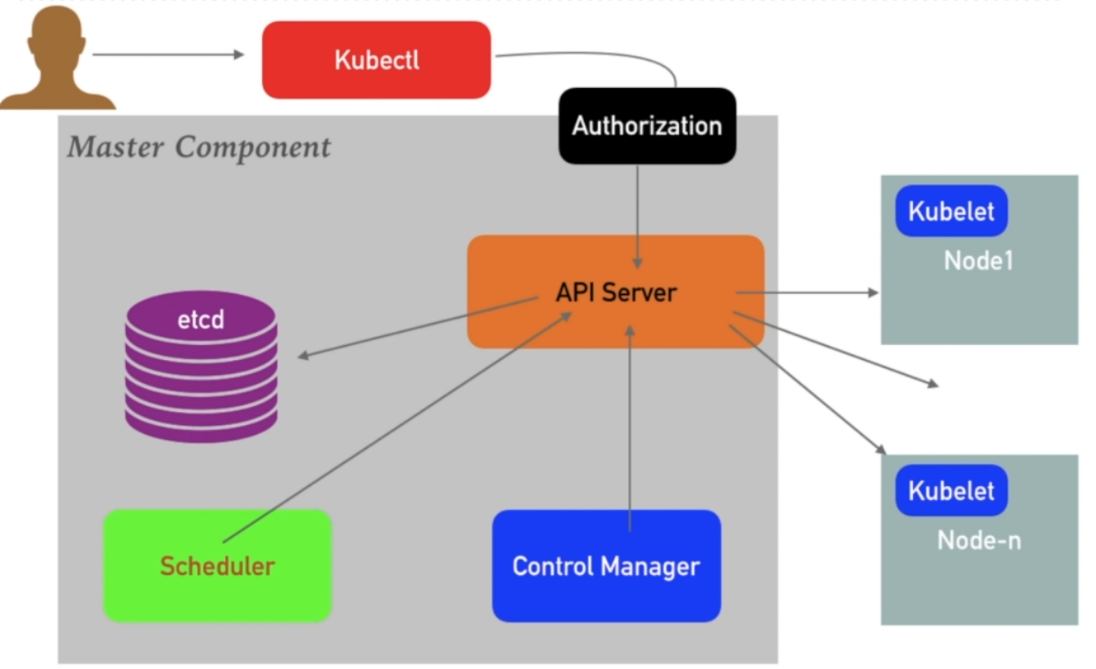 Kubectl
Authorization
Master Component
Kubelet
Node1
API Server
etcd
Kubelet
Node-n
Scheduler
Control Manager